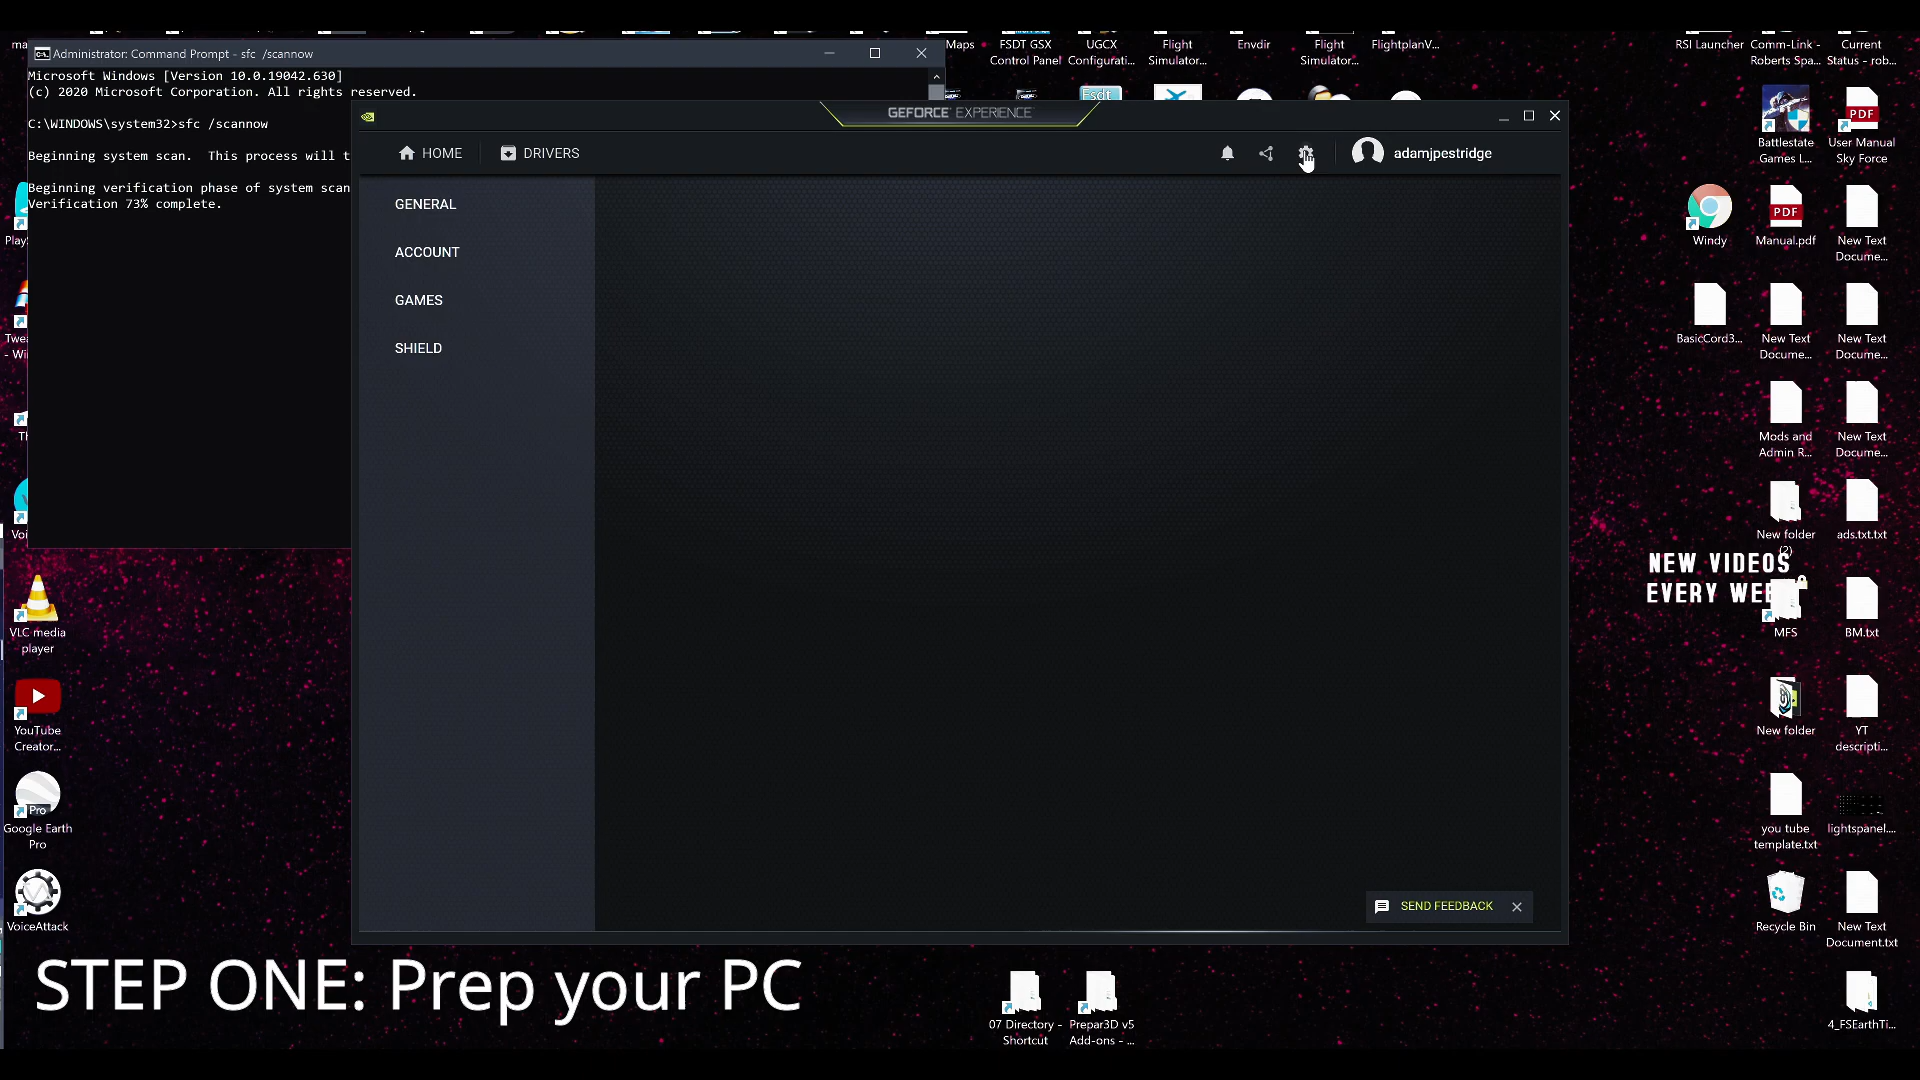 Administrator: Command Prompt - sfc /scannow
Microsoft Windows [Version 10.0.19042.630]
(c) 2020 Microsoft Corporation. All rights reserved.
C:\WINDOWS\system32>sfc /scannow
Beginning system scan. This process will t
Beginning verification phase of system scan
Verification 73% complete.
GEFORCE EXPERIENCE
HOME
DRIVERS
adamjpestridge
GENERAL
ACCOUNT
GAMES
SHIELD
SEND FEEDBACK
Maps
FSDT GSX
Control Panel
UGCX
Configurati...
Flight
Simulator...
Envdir
Flight
Simulator...
FlightplanV...
RSI Launcher
Comm-Link -
Roberts Spa...
Current
Status - rob...
Battlestate
Games L...
PDF
User Manual
Sky Force
Windy
PDF
Manual.pdf
New Text
Docume...
BasicCord3...
New Text
Docume...
New Text
Docume...
Mods and
Admin R...
New Text
Docume...
New folder
(2)
ads.txt.txt
NEW VIDEOS
EVERY WEE
MFS
BM.txt
New folder
YT
descripti...
you tube
template.txt
lightspanel....
Recycle Bin
New Text
Document.txt
4_FSEarthTi...
VLC media
player
YouTube
Creator...
Pro
Google Earth
Pro
VoiceAttack
07 Directory -
Shortcut
Prepar3D v5
Add-ons - ...
STEP ONE: Prep your PC